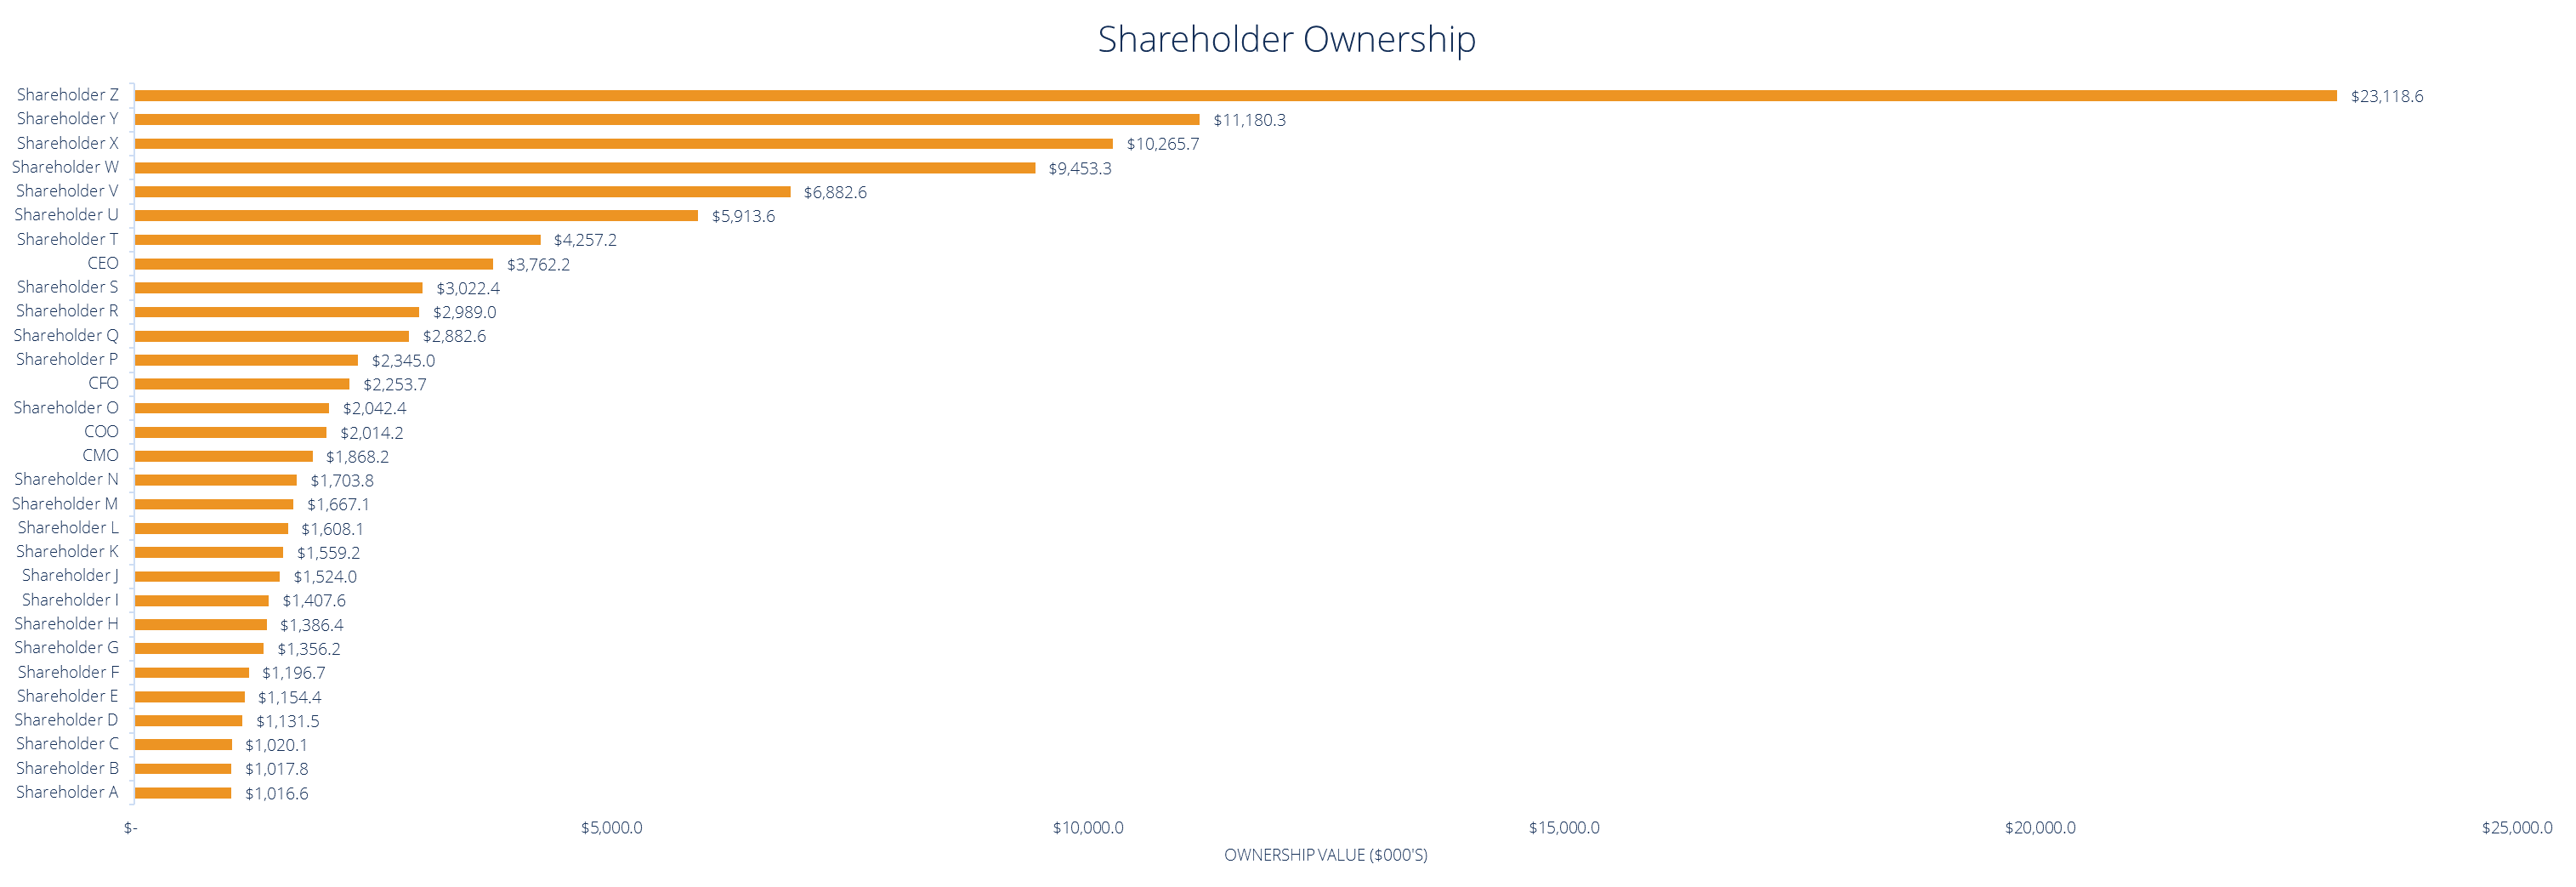 Shareholder Ownership
Shareholder Z $23,118.6
Shareholder Y $11,180.3
Shareholder X $10,265.7
Shareholder W $9,453.3
Shareholder V $6,882.6
Shareholder U $5,913.6
Shareholder T $4,257.2
CEO $3,762.2
Shareholder S $3,022.4
Shareholder R $2,989.0
Shareholder Q $2,882.6
Shareholder P $2,345.0
CFO $2,253.7
Shareholder O $2,042.4
COO $2,014.2
CMO $1,868.2
Shareholder N $1,703.8
Shareholder M $1,667.1
Shareholder L $1,608.1
Shareholder K $1,559.2
Shareholder J $1,524.0
Shareholder I $1,407.6
Shareholder H $1,386.4
Shareholder G $1,356.2
Shareholder F $1,196.7
Shareholder E $1,154.4
Shareholder D $1,131.5
Shareholder C $1,020.1
Shareholder B $1,017.8
Shareholder A $1,016.6
$- $5,000.0 $10,000.0 $15,000.0 $20,000.0 $25,000.0
OWNERSHIP VALUE ($000'S)